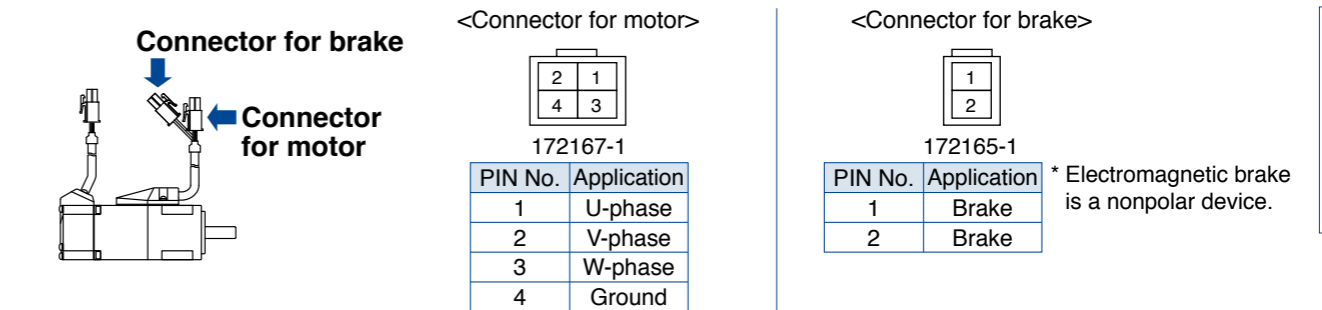 Connector for brake
Connector
for motor
<Connector for motor>
2 1
4 3
172167-1
PIN No. Application
1 U-phase
2 V-phase
3 W-phase
4 Ground
<Connector for brake>
1
2
172165-1
PIN No. Application
1 Brake
2 Brake
* Electromagnetic brake
is a nonpolar device.